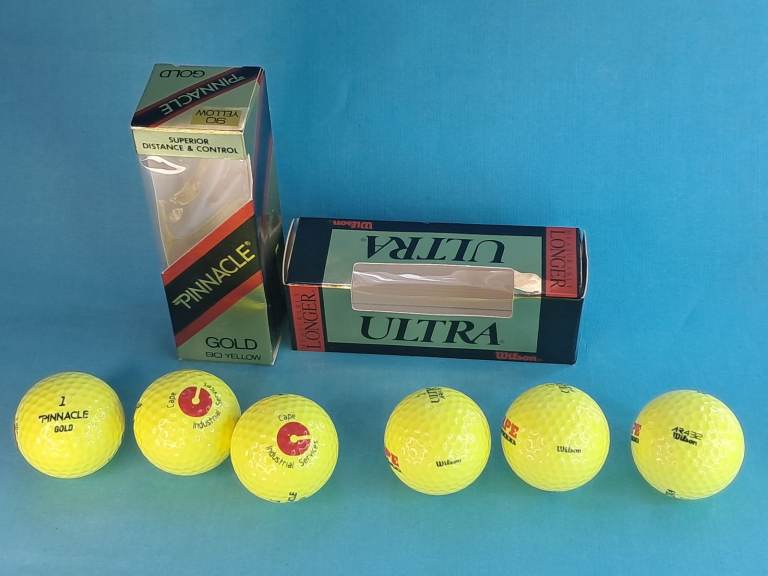 GOLD
PINNACLE
90
YELLOW
SUPERIOR
DISTANCE & CONTROL
PINNACLE®
GOLD
90 YELLOW
Wilson
ULTRA
LONGER
LONGER
ULTRA®
Wilson
1
PINNACLE
GOLD
Cape
Industrial
Services
Cape
Industrial Services
Wilson
Wilson
432
Wilson